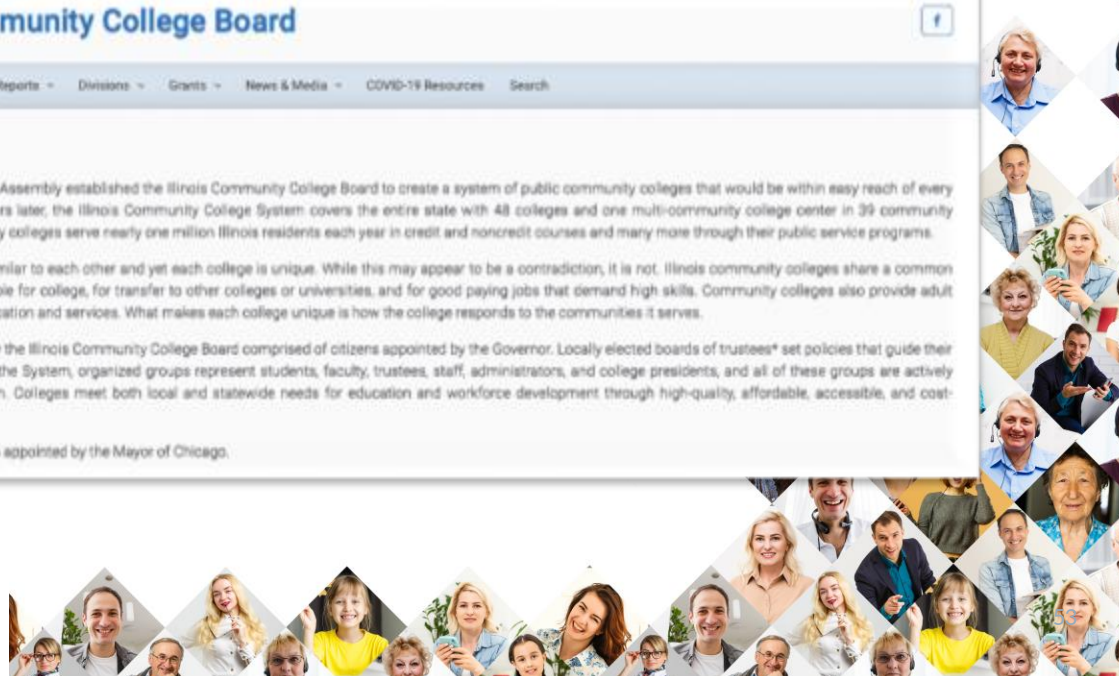 munity College Board
f
Reports Divisions Grants News & Media COVID-19 Resources Search
Assembly established the Illinois Community College Board to create a system of public community colleges that would be within easy reach of every
rs later, the Illinois Community College System covers the entire state with 48 colleges and one multi-community college center in 39 community
y colleges serve nearly one million Illinois residents each year in credit and noncredit courses and many more through their public service programs.
milar to each other and yet each college is unique. While this may appear to be a contradiction, it is not. Illinois community colleges share a common
ple for college, for transfer to other colleges or universities, and for good paying jobs that demand high skills. Community colleges also provide adult
cation and services. What makes each college unique is how the college responds to the communities it serves.
y the Illinois Community College Board comprised of citizens appointed by the Governor. Locally elected boards of trustees* set policies that guide their
the System, organized groups represent students, faculty, trustees, staff, administrators, and college presidents, and all of these groups are actively
n. Colleges meet both local and statewide needs for education and workforce development through high-quality, affordable, accessible, and cost-
s appointed by the Mayor of Chicago.
53